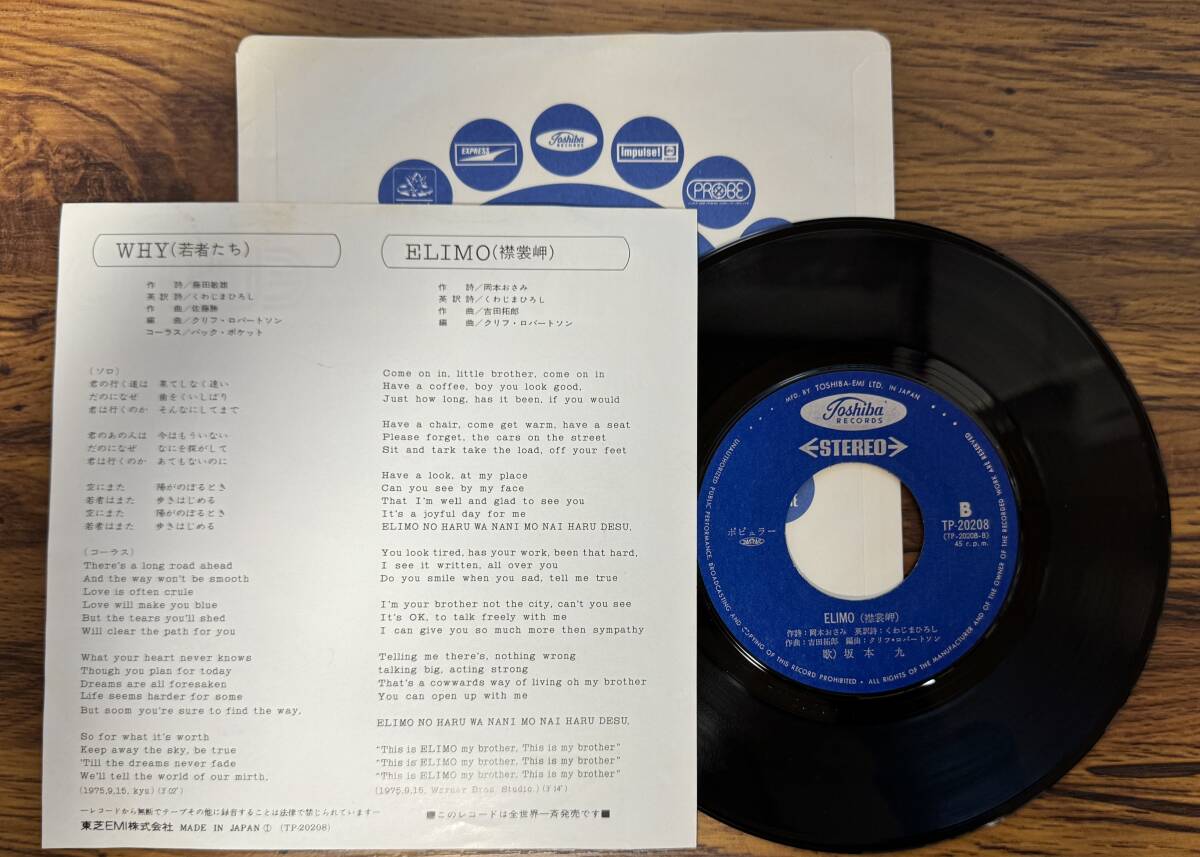 EXPRESS
Toshiba
RECORDS
impulse!
PROBE
WHY(若者たち)
作 詩/藤田敏雄
英訳詩/くわじまひろし
作 曲/佐藤勝
編 曲/クリフ・ロバートソン
コーラス/バック・ポケット
(ソロ)
君の行く道は 果てしなく遠い
だのになぜ 歯をくいしばり
君は行くのか そんなにしてまで
君のあの人は 今はもういない
だのになぜ なにを探がして
君は行くのか あてもないのに
空にまた 陽がのぼるとき
若者はまた 歩きはじめる
空にまた 陽がのぼるとき
若者はまた 歩きはじめる
(コーラス)
There's a long road ahead
And the way won't be smooth
Love is often crule
Love will make you blue
But the tears you'll shed
Will clear the path for you
What your heart never knows
Though you plan for today
Dreams are all foresaken
Life seems harder for some
But soom you're sure to find the way.
So for what it's worth
Keep away the sky, be true
'Till the dreams never fade
We'll tell the world of our mirth.
(1975.9.15. kyu) (3′02″)
ELIMO(襟裳岬)
作 詩/岡本おさみ
英訳詩/くわじまひろし
作 曲/吉田拓郎
編 曲/クリフ・ロバートソン
Come on in, little brother, come on in
Have a coffee, boy you look good,
Just how long, has it been, if you would
Have a chair, come get warm, have a seat
Please forget, the cars on the street
Sit and tark take the load, off your feet
Have a look, at my place
Can you see by my face
That I'm well and glad to see you
It's a joyful day for me
ELIMO NO HARU WA NANI MO NAI HARU DESU.
You look tired, has your work, been that hard,
I see it written, all over you
Do you smile when you sad, tell me true
I'm your brother not the city, can't you see
It's OK, to talk freely with me
I can give you so much more then sympathy
Telling me there's, nothing wrong
talking big, acting strong
That's a cowwards way of living oh my brother
You can open up with me
ELIMO NO HARU WA NANI MO NAI HARU DESU.
"This is ELIMO my brother, This is my brother"
"This is ELIMO my brother, This is my brother"
"This is ELIMO my brother, This is my brother"
(1975.9.15. Warner Bros. Studio.) (3′14″)
―レコードから無断でテープその他に録音することは法律で禁じられています―
東芝EMI株式会社 MADE IN JAPAN ① (TP-20208)
■このレコードは全世界一斉発売です■
MFD. BY TOSHIBA-EMI LTD. IN JAPAN
Toshiba
RECORDS
STEREO
ポピュラー
B
TP-20208
(TP-20208-B)
45 r.p.m.
ELIMO (襟裳岬)
作詩:岡本おさみ 英訳詩:くわじまひろし
作曲:吉田拓郎 編曲:クリフ・ロバートソン
歌) 坂本 九
UNAUTHORIZED PUBLIC PERFORMANCE, BROADCASTING AND COPYING OF THIS RECORD PROHIBITED • ALL RIGHTS OF THE MANUFACTURER AND OF THE OWNER OF THE RECORDED WORK ARE RESERVED